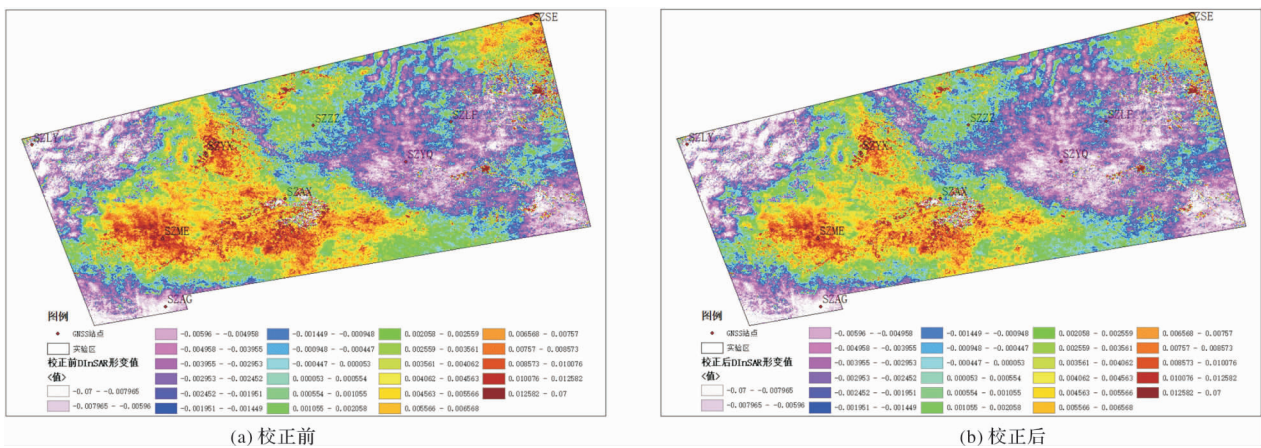 SZSE
SZLY
SZZZ
SZLF
SZYQ
SZAX
SZME
SZAG
图例
GNSS站点
实验区
校正前DInSAR形变值
<值>
-0.07 - -0.007965
-0.007965 - -0.00596
-0.00596 - -0.004958
-0.004958 - -0.003955
-0.003955 - -0.002953
-0.002953 - -0.002452
-0.002452 - -0.001951
-0.001951 - -0.001449
-0.001449 - -0.000948
-0.000948 - -0.000447
-0.000447 - 0.000053
0.000053 - 0.000554
0.000554 - 0.001055
0.001055 - 0.002058
0.002058 - 0.002559
0.002559 - 0.003561
0.003561 - 0.004062
0.004062 - 0.004563
0.004563 - 0.005566
0.005566 - 0.006568
0.006568 - 0.00757
0.00757 - 0.008573
0.008573 - 0.010076
0.010076 - 0.012582
0.012582 - 0.07
(a) 校正前
SZSE
SZLY
SZZZ
SZLF
SZYQ
SZAX
SZME
SZAG
图例
GNSS站点
实验区
校正后DInSAR形变值
<值>
-0.07 - -0.007965
-0.007965 - -0.00596
-0.00596 - -0.004958
-0.004958 - -0.003955
-0.003955 - -0.002953
-0.002953 - -0.002452
-0.002452 - -0.001951
-0.001951 - -0.001449
-0.001449 - -0.000948
-0.000948 - -0.000447
-0.000447 - 0.000053
0.000053 - 0.000554
0.000554 - 0.001055
0.001055 - 0.002058
0.002058 - 0.002559
0.002559 - 0.003561
0.003561 - 0.004062
0.004062 - 0.004563
0.004563 - 0.005566
0.005566 - 0.006568
0.006568 - 0.00757
0.00757 - 0.008573
0.008573 - 0.010076
0.010076 - 0.012582
0.012582 - 0.07
(b) 校正后